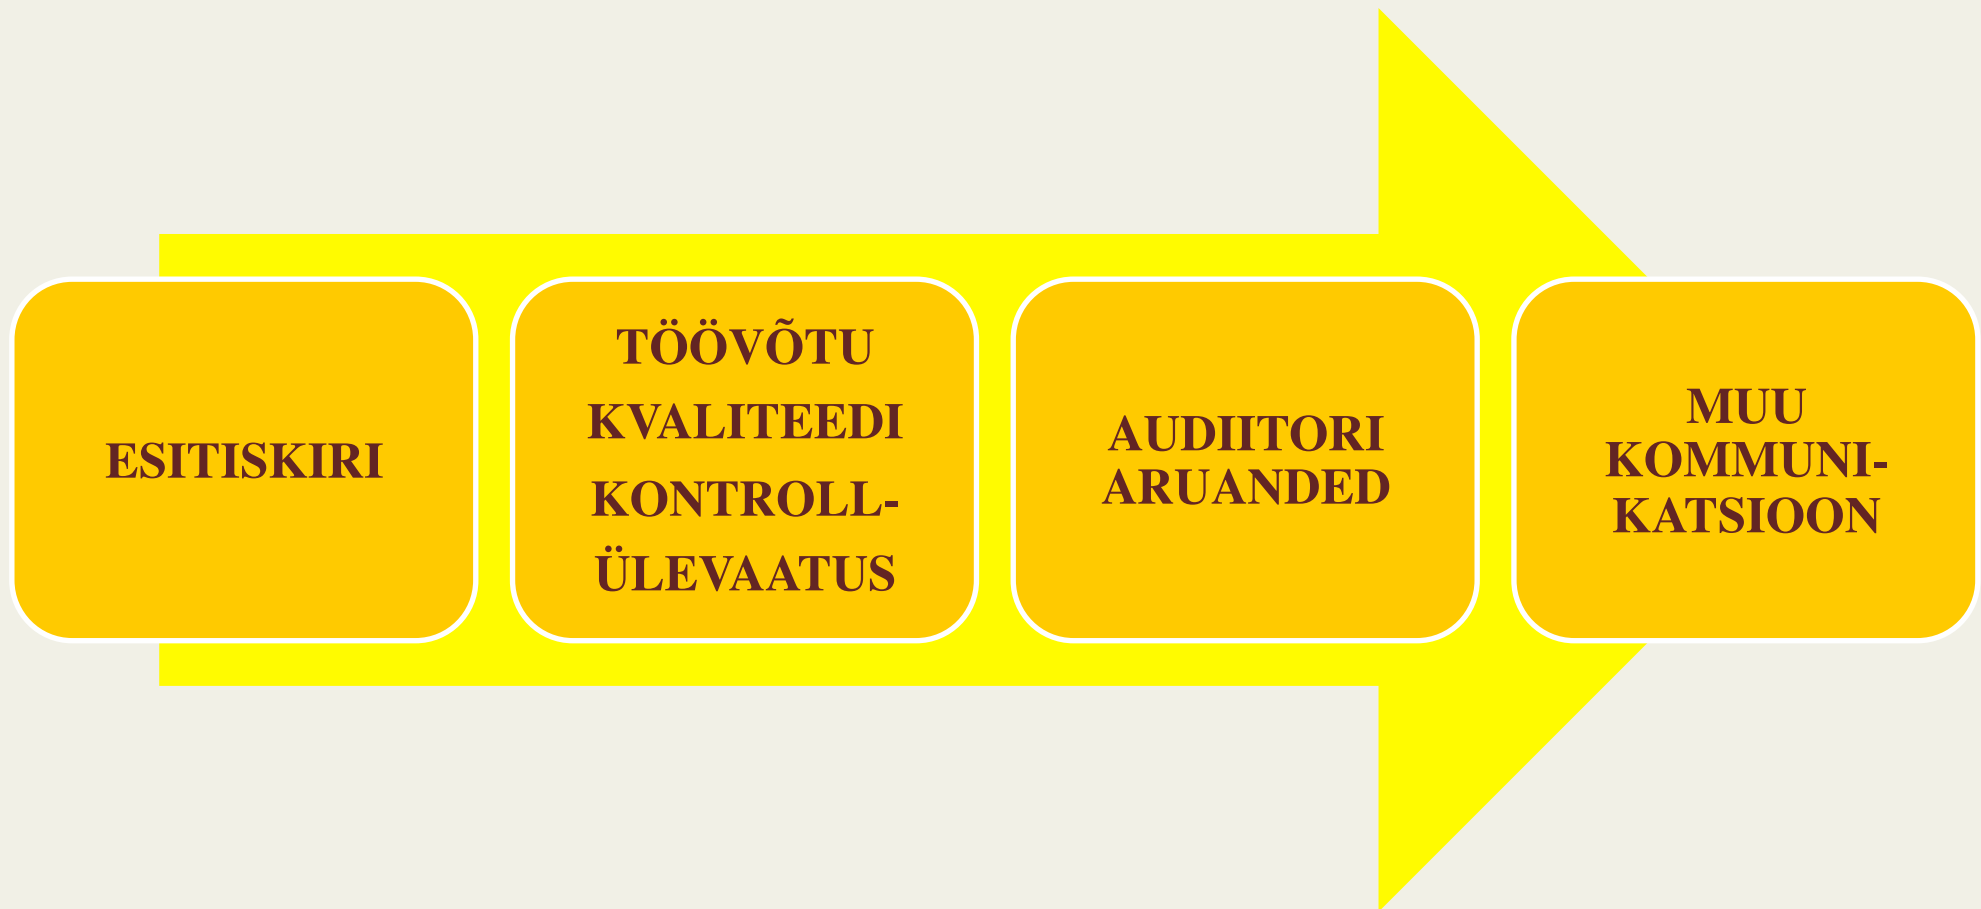 ESITISKIRI
TÖÖVÕTU
KVALITEEDI
KONTROLL-
ÜLEVAATUS
AUDIITORI
ARUANDED
MUU
KOMMUNI-
KATSIOON